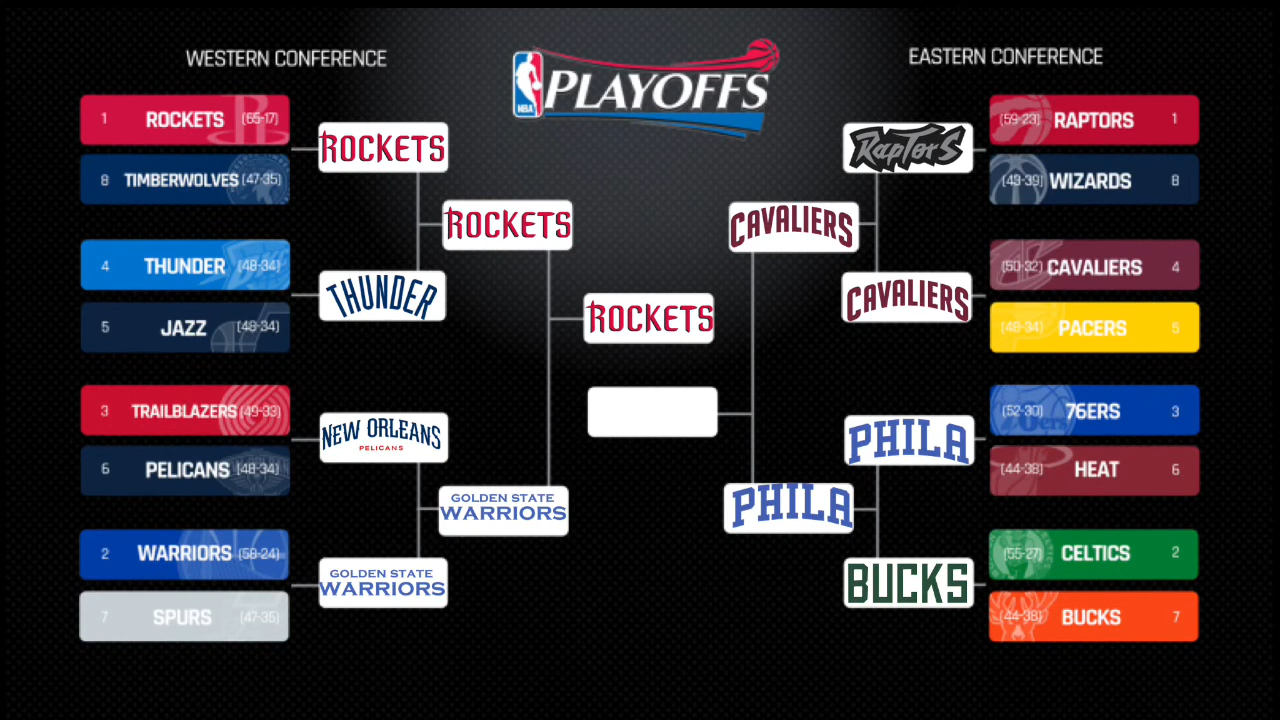 WESTERN CONFERENCE
NBA
PLAYOFFS
EASTERN CONFERENCE
1 ROCKETS (65-17)
8 TIMBERWOLVES (47-35)
4 THUNDER (48-34)
5 JAZZ (48-34)
3 TRAILBLAZERS (49-33)
6 PELICANS (48-34)
2 WARRIORS (58-24)
7 SPURS (47-35)
ROCKETS
THUNDER
NEW ORLEANS
PELICANS
GOLDEN STATE
WARRIORS
ROCKETS
GOLDEN STATE
WARRIORS
ROCKETS
CAVALIERS
PHILA
RAPTORS
CAVALIERS
PHILA
BUCKS
(59-23) RAPTORS 1
(43-39) WIZARDS 8
(50-32) CAVALIERS 4
(48-34) PACERS 5
(52-30) 76ERS 3
(44-38) HEAT 6
(55-27) CELTICS 2
(44-38) BUCKS 7